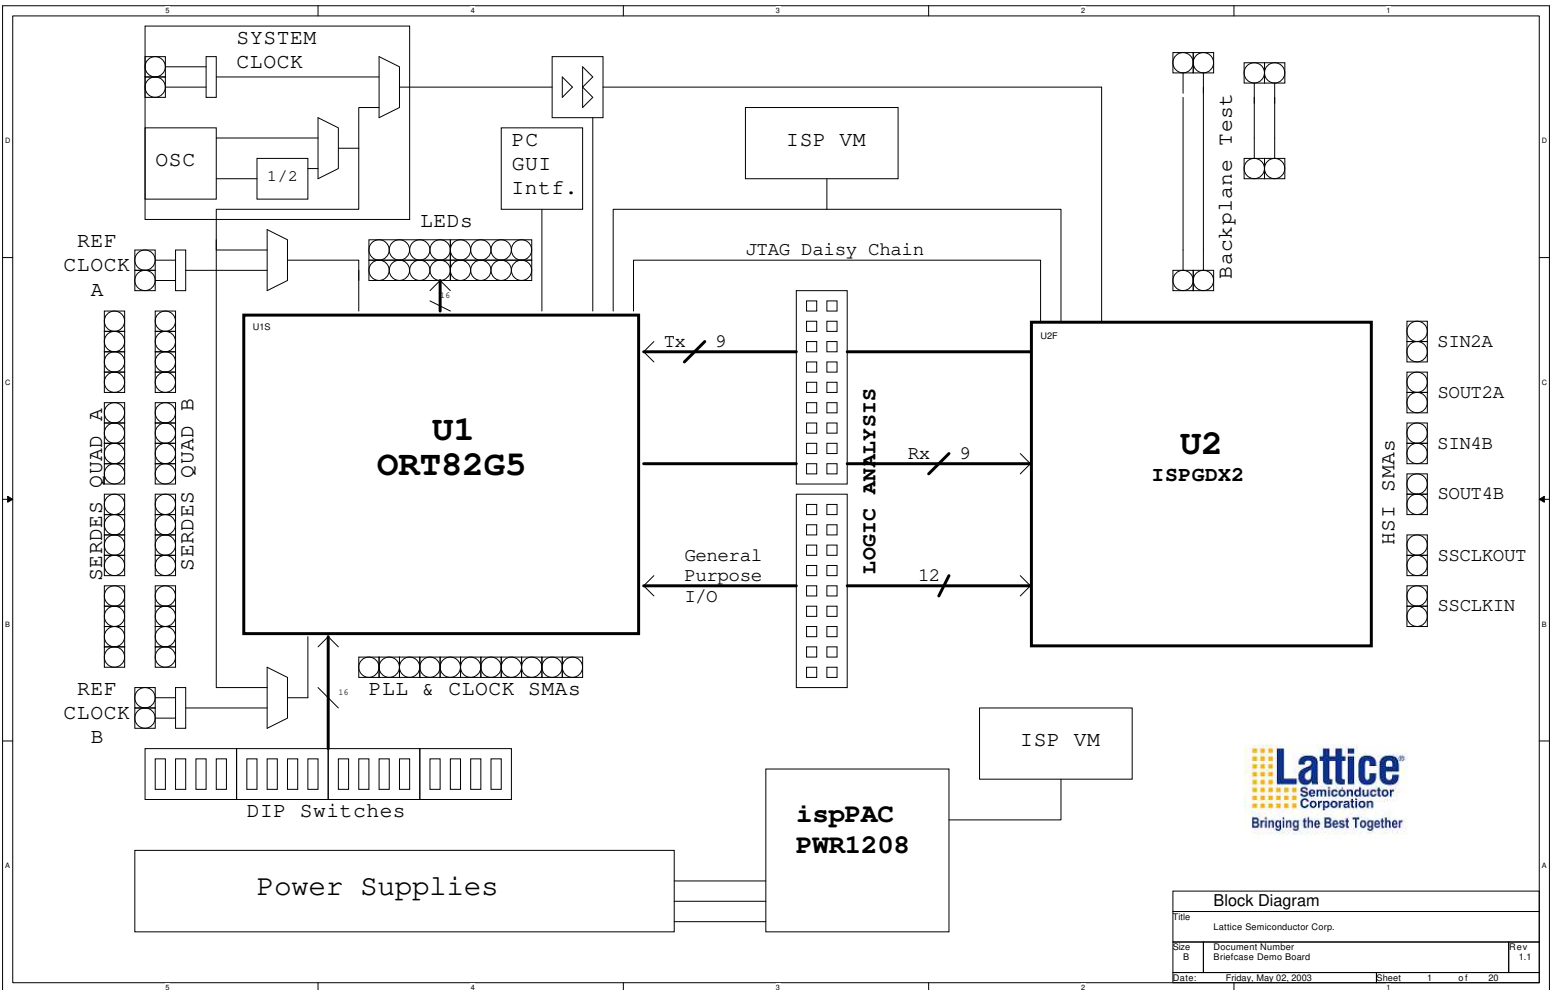 5 4 3 2 1
D
C
B
A
SYSTEM
CLOCK
OSC
1/2
PC
GUI
Intf.
ISP VM
Backplane Test
LEDs
16
JTAG Daisy Chain
REF
CLOCK
A
SERDES QUAD A
SERDES QUAD B
U1S
U1
ORT82G5
Tx 9
Rx 9
General
Purpose
I/O
12
LOGIC ANALYSIS
U2F
U2
ISPGDX2
HSI SMAs
SIN2A
SOUT2A
SIN4B
SOUT4B
SSCLKOUT
SSCLKIN
REF
CLOCK
B
16
PLL & CLOCK SMAs
DIP Switches
ISP VM
ispPAC
PWR1208
Power Supplies
Lattice®
Semiconductor
Corporation
Bringing the Best Together
Block Diagram
Title
Lattice Semiconductor Corp.
Size Document Number Rev
B Briefcase Demo Board 1.1
Date: Friday, May 02, 2003 Sheet 1 of 20
D
C
B
A
5 4 3 2 1